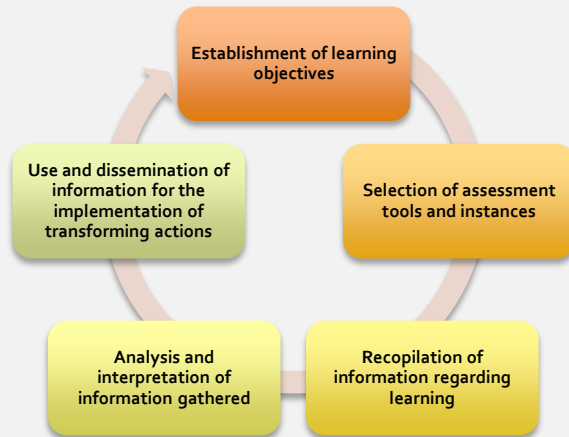 Establishment of learning
objectives
Selection of assessment
tools and instances
Recopilation of
information regarding
learning
Analysis and
interpretation of
information gathered
Use and dissemination of
information for the
implementation of
transforming actions